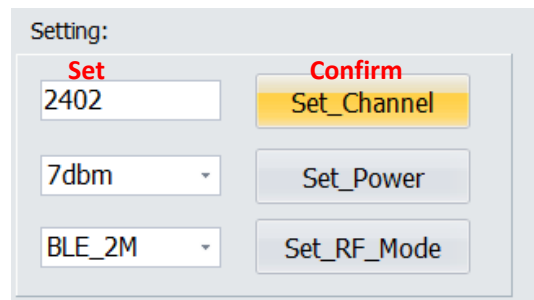 Setting:
Set Confirm
2402 Set_Channel
7dbm Set_Power
BLE_2M Set_RF_Mode